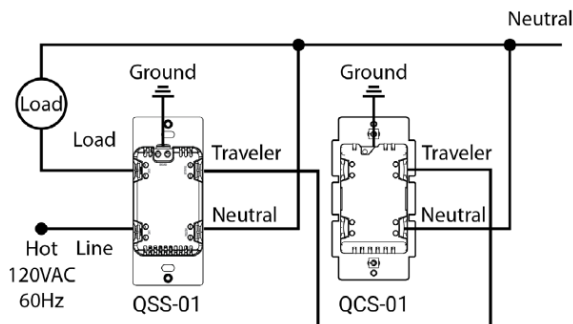 Neutral
Ground
Ground
Load
Load
Traveler
Traveler
Neutral
Neutral
Hot
Line
120VAC
60Hz
QSS-01
QCS-01